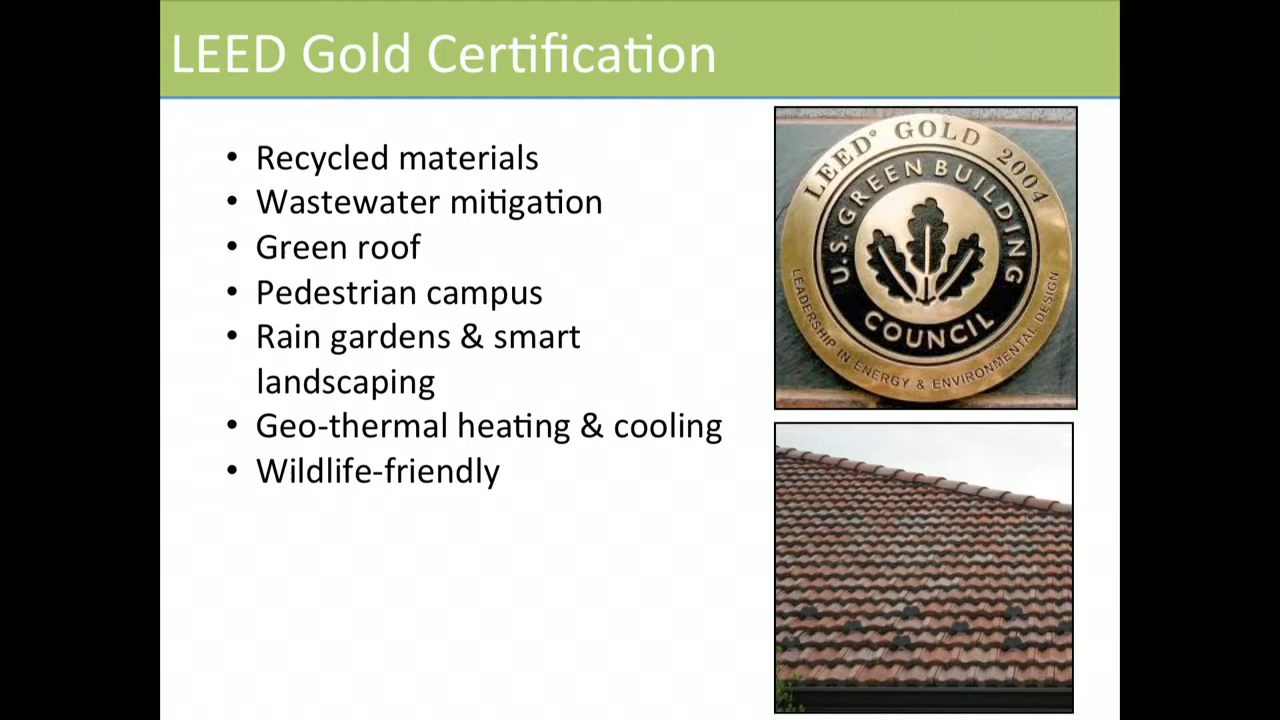 LEED Gold Certification
• Recycled materials
• Wastewater mitigation
• Green roof
• Pedestrian campus
• Rain gardens & smart
landscaping
• Geo-thermal heating & cooling
• Wildlife-friendly
LEED® GOLD 2004
U.S. GREEN BUILDING
COUNCIL
LEADERSHIP IN ENERGY & ENVIRONMENTAL DESIGN